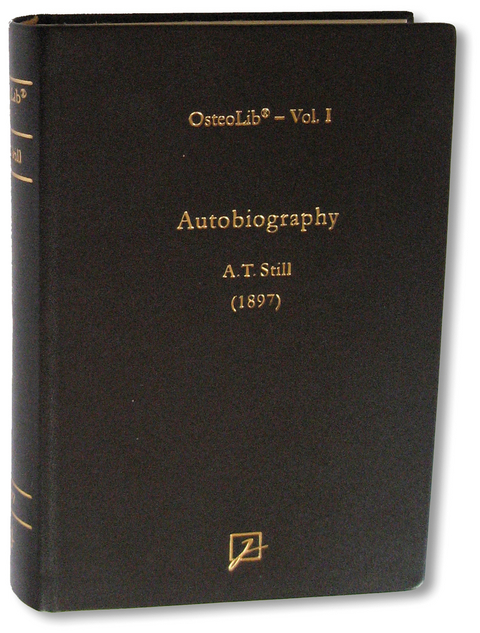 OsteoLib® – Vol. I
Autobiography
A.T. Still
(1897)